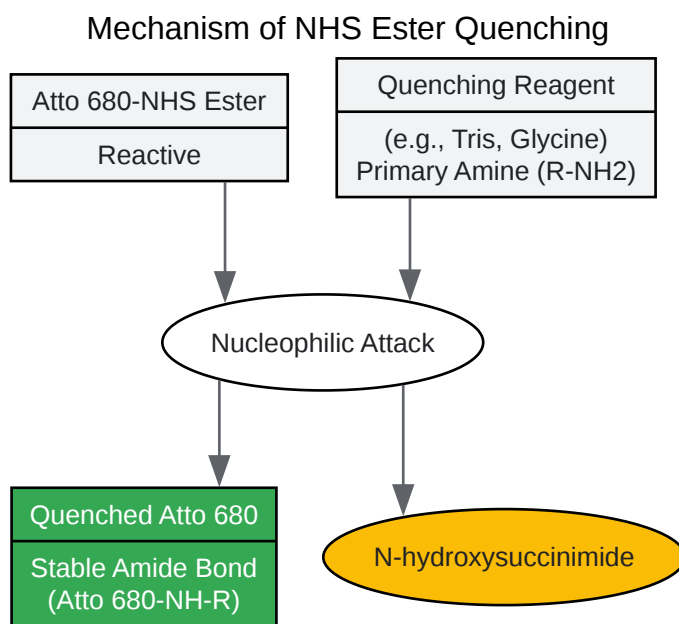 Mechanism of NHS Ester Quenching
Atto 680-NHS Ester
Reactive
Quenching Reagent
(e.g., Tris, Glycine)
Primary Amine (R-NH2)
Nucleophilic Attack
Quenched Atto 680
Stable Amide Bond
(Atto 680-NH-R)
N-hydroxysuccinimide